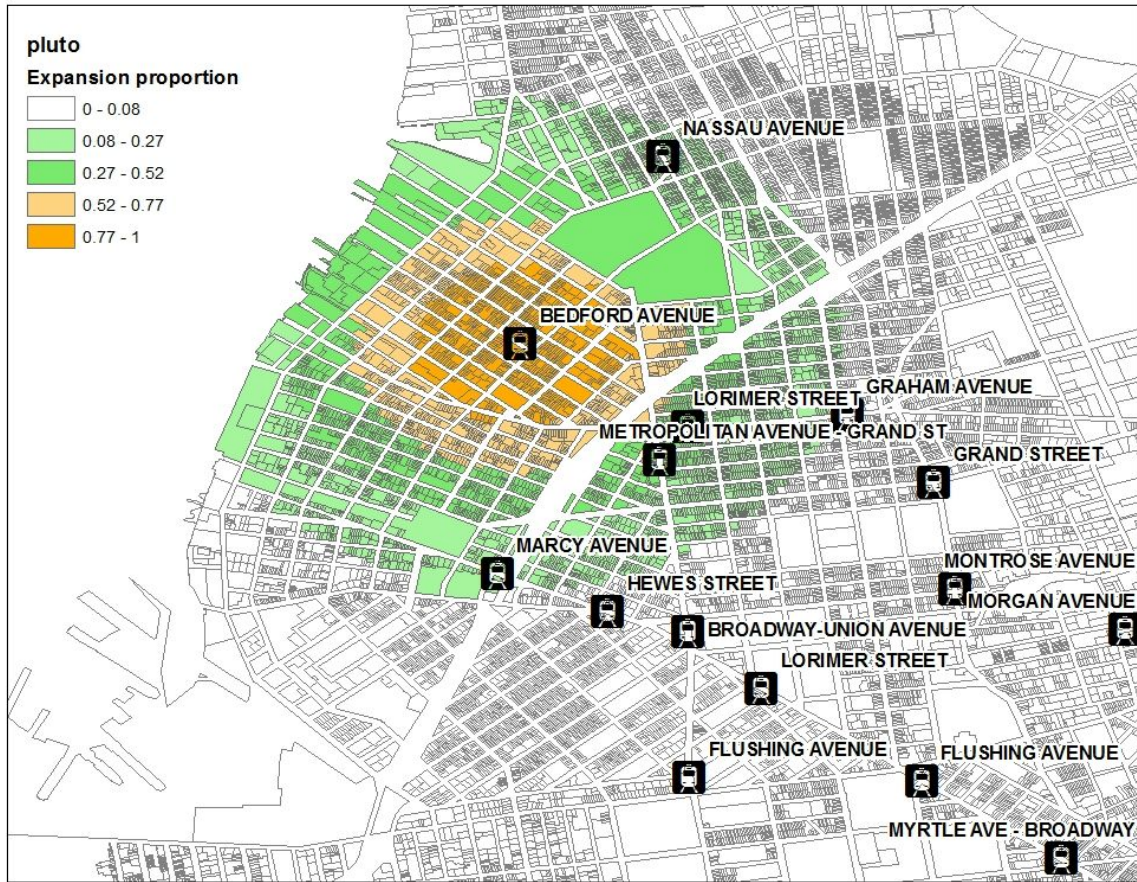 pluto
Expansion proportion
0 - 0.08
0.08 - 0.27
0.27 - 0.52
0.52 - 0.77
0.77 - 1
NASSAU AVENUE
BEDFORD AVENUE
GRAHAM AVENUE
LORIMER STREET
METROPOLITAN AVENUE - GRAND ST
GRAND STREET
MARCY AVENUE
MONTROSE AVENUE
HEWES STREET
MORGAN AVENUE
BROADWAY-UNION AVENUE
LORIMER STREET
FLUSHING AVENUE
FLUSHING AVENUE
MYRTLE AVE - BROADWAY